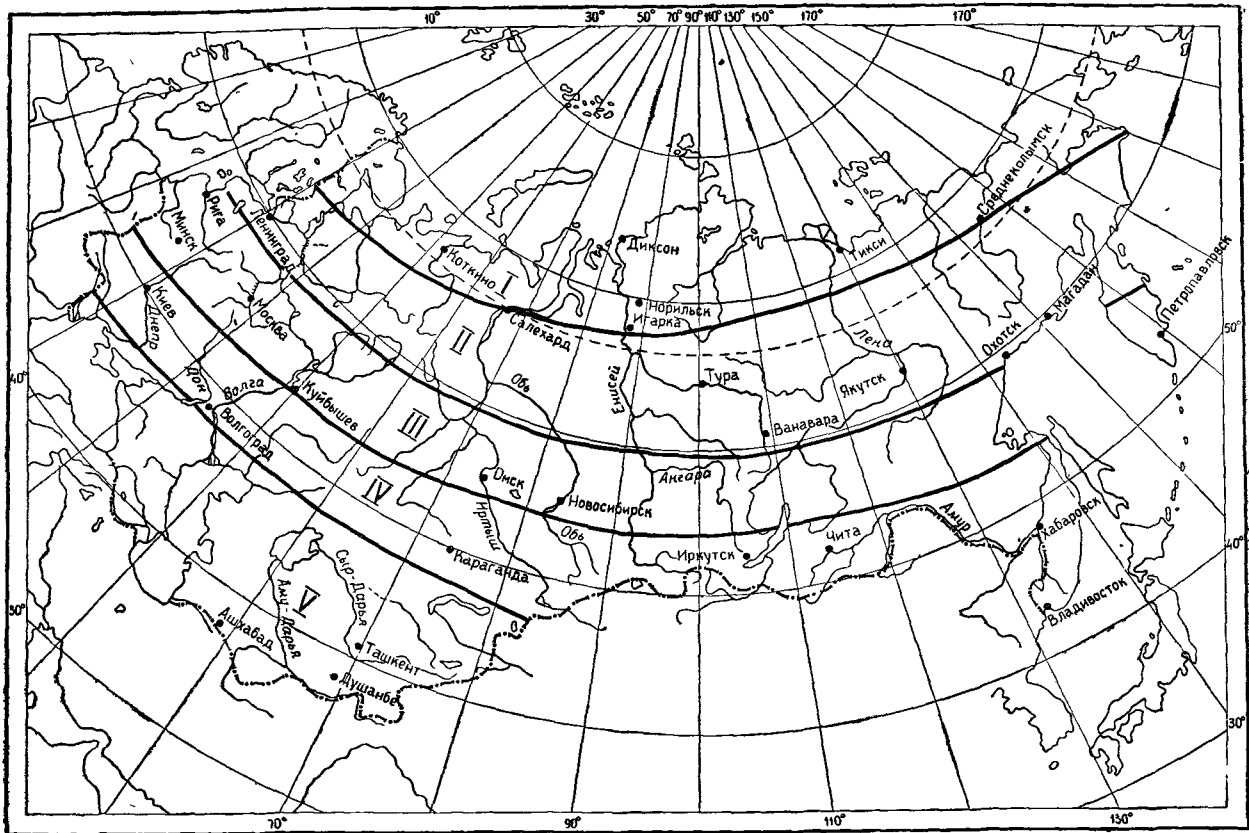 10° 30° 50° 70° 90° 110° 130° 150° 170° 170°
Среднеколымск
Рига
Минск
Ленинград
Диксон
Тикси
Коткино
I
Норильск
Игарка
Магадан
Петропавловск
Киев
Днепр
Москва
Салехард
II
Лена
Охотск
50°
40°
Дон
Волга
Обь
Енисей
Тура
Якутск
Куйбышев
Волгоград
III
Ванавара
Омск
Ангара
IV
Новосибирск
Иртыш
Обь
Амур
Хабаровск
Чита
Иркутск
40°
Караганда
Сыр-Дарья
Аму-Дарья
V
Владивосток
30°
Ашхабад
Ташкент
Душанбе
30°
70° 90° 110° 130°